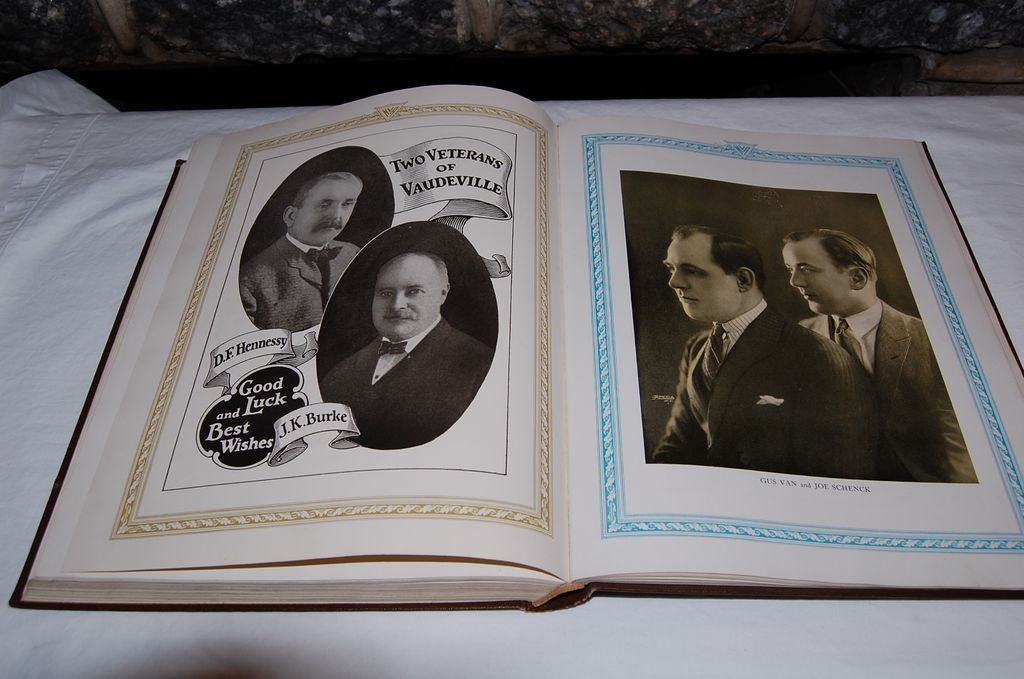 Two Veterans
of
Vaudeville
D.F. Hennessy
Good
and Luck
Best
Wishes
J.K. Burke
GUS VAN and JOE SCHENCK